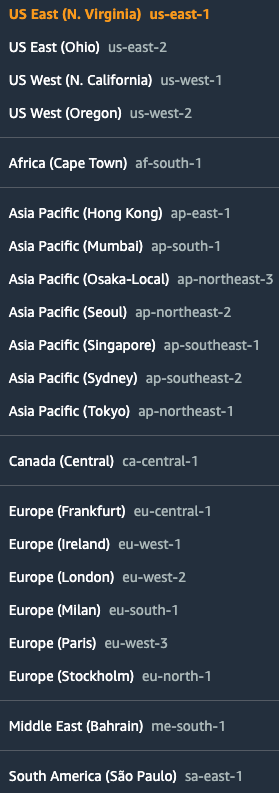 US East (N. Virginia) us-east-1
US East (Ohio) us-east-2
US West (N. California) us-west-1
US West (Oregon) us-west-2
Africa (Cape Town) af-south-1
Asia Pacific (Hong Kong) ap-east-1
Asia Pacific (Mumbai) ap-south-1
Asia Pacific (Osaka-Local) ap-northeast-3
Asia Pacific (Seoul) ap-northeast-2
Asia Pacific (Singapore) ap-southeast-1
Asia Pacific (Sydney) ap-southeast-2
Asia Pacific (Tokyo) ap-northeast-1
Canada (Central) ca-central-1
Europe (Frankfurt) eu-central-1
Europe (Ireland) eu-west-1
Europe (London) eu-west-2
Europe (Milan) eu-south-1
Europe (Paris) eu-west-3
Europe (Stockholm) eu-north-1
Middle East (Bahrain) me-south-1
South America (São Paulo) sa-east-1